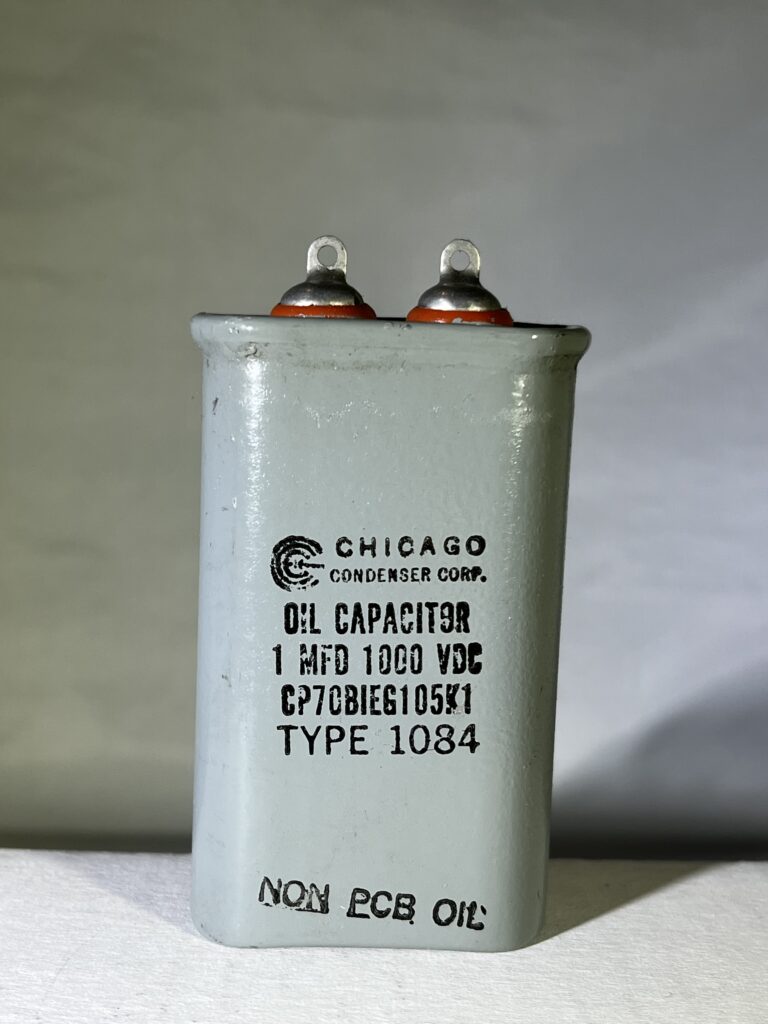 CHICAGO
CONDENSER CORP.
OIL CAPACITOR
1 MFD 1000 VDC
CP70B1EG105K1
TYPE 1084
NON PCB OIL